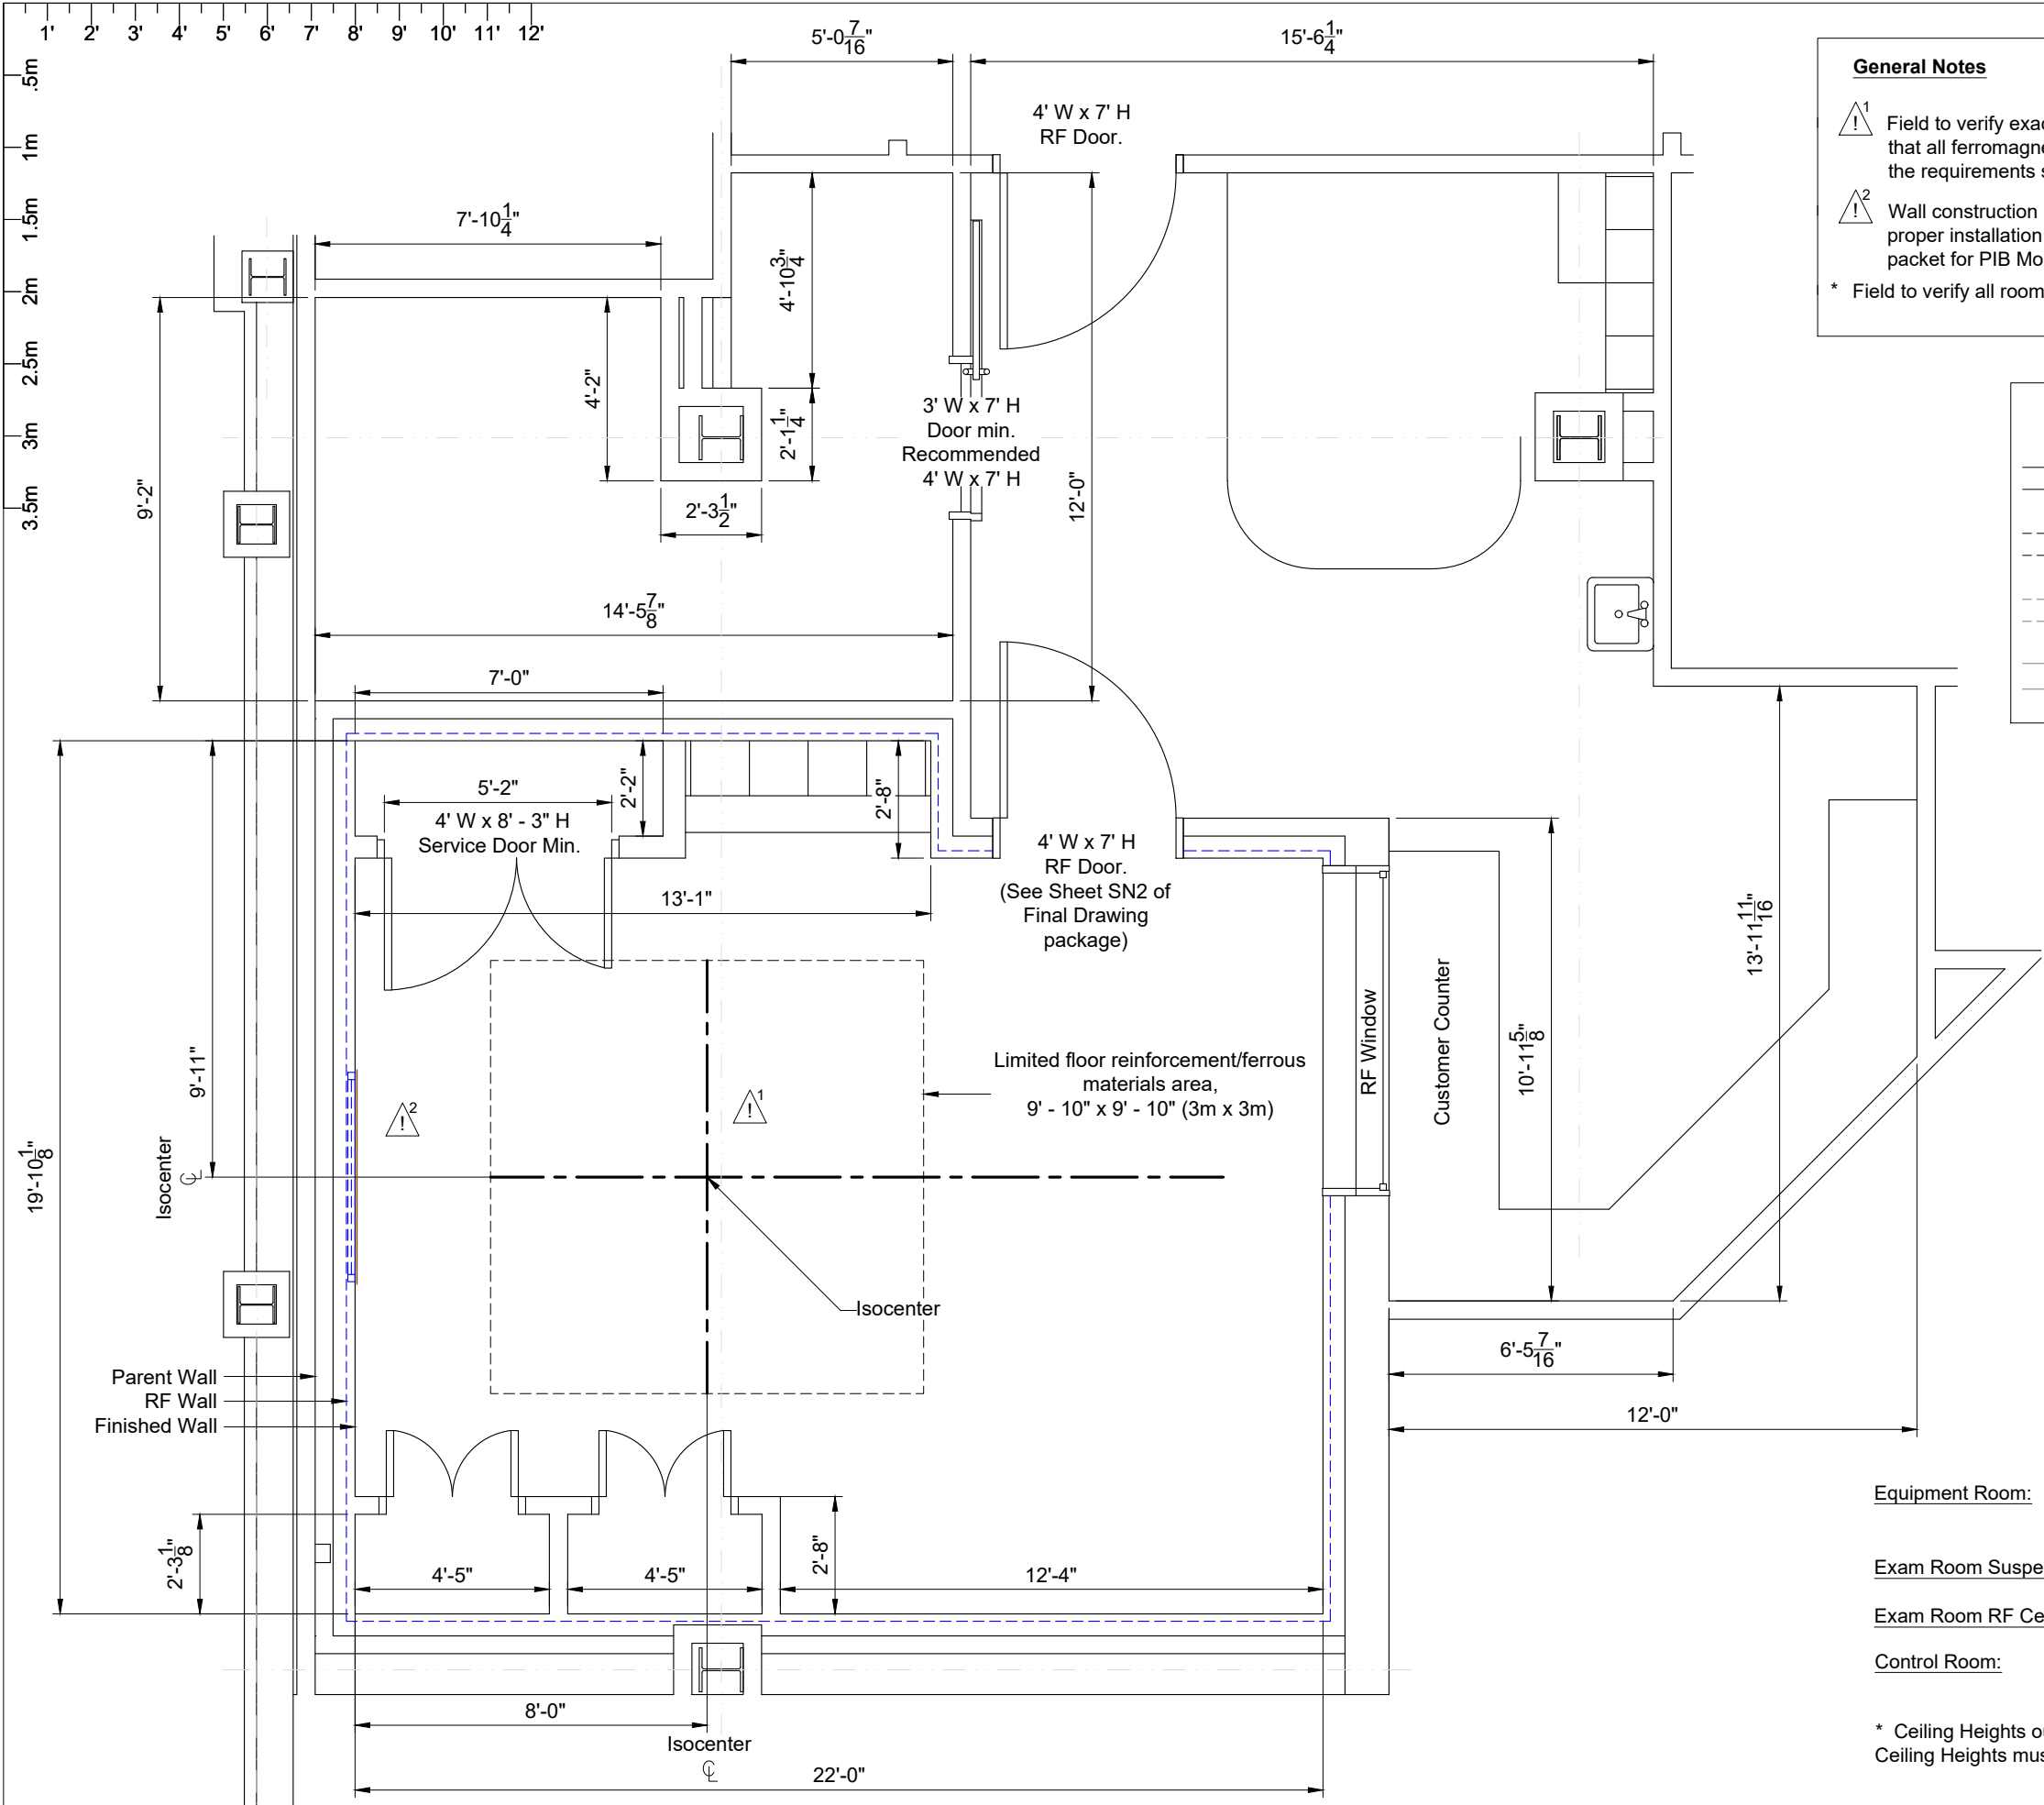 1' 2' 3' 4' 5' 6' 7' 8' 9' 10' 11' 12'
.5m
1m
1.5m
2m
2.5m
3m
3.5m
5'-0 7/16"
15'-6 1/4"
4' W x 7' H
RF Door.
General Notes
1
! Field to verify exa
that all ferromagne
the requirements s
2
! Wall construction
proper installation
packet for PIB Mo
* Field to verify all room
7'-10 1/4"
4'-10 3/4"
4'-2"
2'-1 1/4"
3' W x 7' H
Door min.
Recommended
4' W x 7' H
9'-2"
2'-3 1/2"
12'-0"
14'-5 7/8"
7'-0"
5'-2"
2'-2"
2'-8"
4' W x 8' - 3" H
Service Door Min.
4' W x 7' H
RF Door.
(See Sheet SN2 of
Final Drawing
package)
13'-1"
13'-11 11/16"
10'-11 5/8"
RF Window
Customer Counter
Limited floor reinforcement/ferrous
materials area,
9' - 10" x 9' - 10" (3m x 3m)
! 2
! 1
9'-11"
19'-10 1/8"
Isocenter
℄
Isocenter
6'-5 7/16"
12'-0"
Parent Wall
RF Wall
Finished Wall
2'-3 1/8"
4'-5"
4'-5"
2'-8"
12'-4"
8'-0"
Isocenter
℄
22'-0"
Equipment Room:
Exam Room Suspe
Exam Room RF Ce
Control Room:
* Ceiling Heights o
Ceiling Heights mus